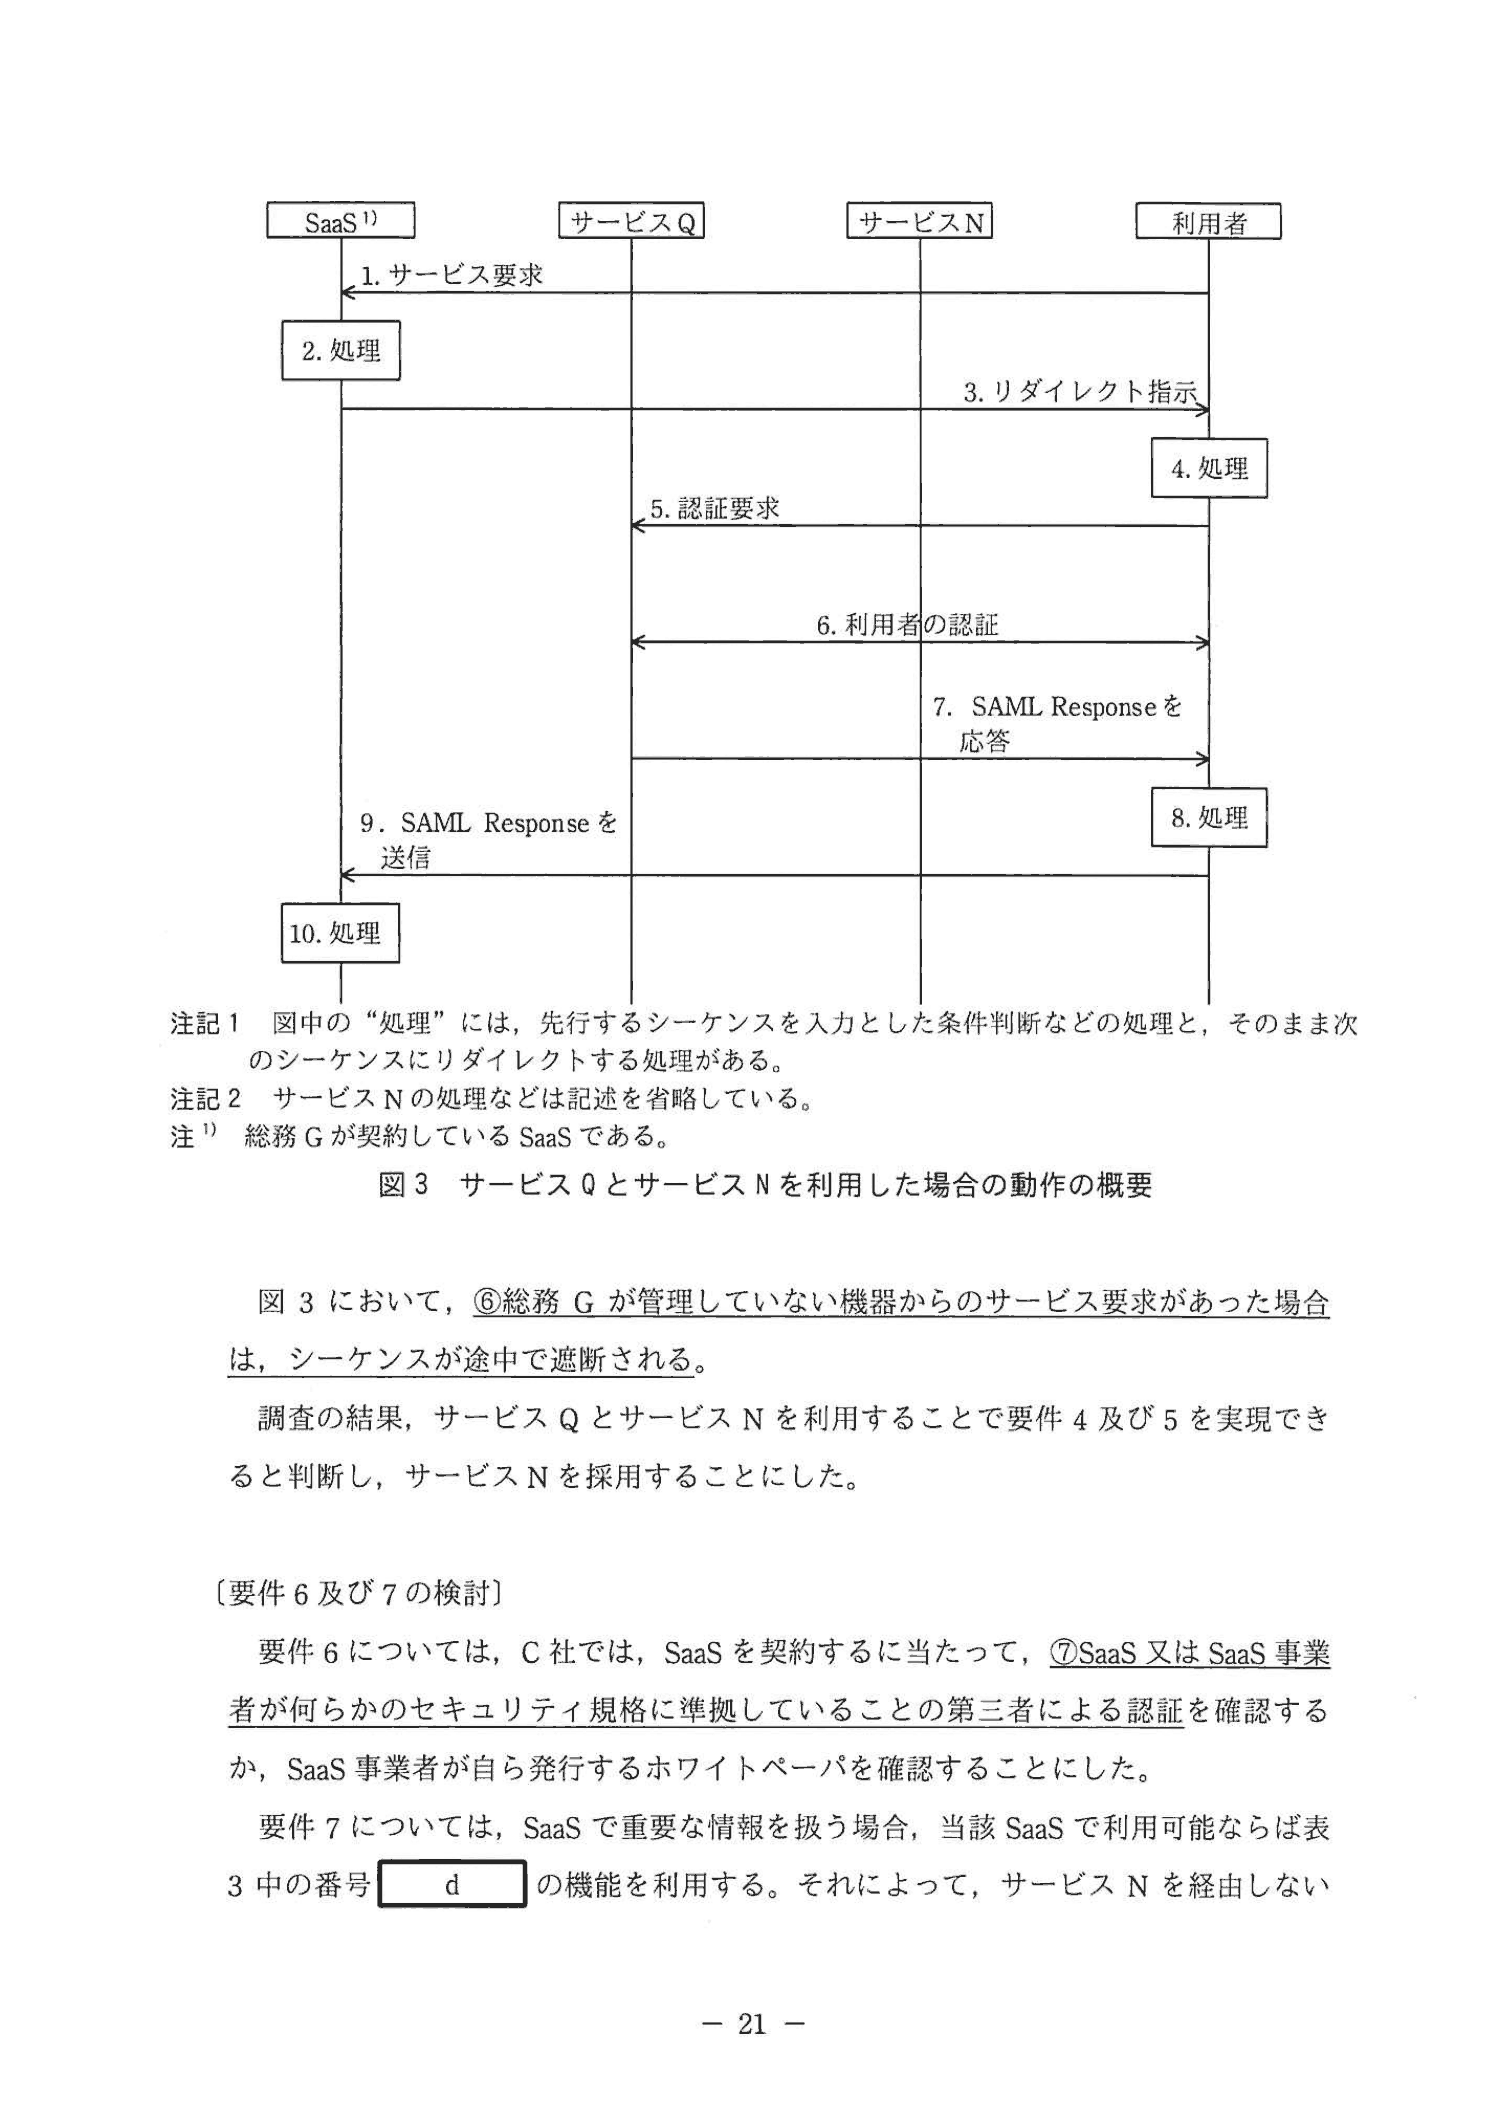 SaaS 1)
サービスQ
サービスN
利用者
1. サービス要求
2. 処理
3. リダイレクト指示
4. 処理
5. 認証要求
6. 利用者の認証
7. SAML Responseを
応答
8. 処理
9. SAML Responseを
送信
10. 処理
注記1 図中の“処理”には,先行するシーケンスを入力とした条件判断などの処理と,そのまま次
のシーケンスにリダイレクトする処理がある。
注記2 サービスNの処理などは記述を省略している。
注1) 総務Gが契約しているSaaSである。
図3 サービスQとサービスNを利用した場合の動作の概要
図3において,⑥総務Gが管理していない機器からのサービス要求があった場合
は,シーケンスが途中で遮断される。
調査の結果,サービスQとサービスNを利用することで要件4及び5を実現でき
ると判断し,サービスNを採用することにした。
〔要件6及び7の検討〕
要件6については,C社では,SaaSを契約するに当たって,⑦SaaS又はSaaS事業
者が何らかのセキュリティ規格に準拠していることの第三者による認証を確認する
か,SaaS事業者が自ら発行するホワイトペーパを確認することにした。
要件7については,SaaSで重要な情報を扱う場合,当該SaaSで利用可能ならば表
3中の番号 d の機能を利用する。それによって,サービスNを経由しない
− 21 −